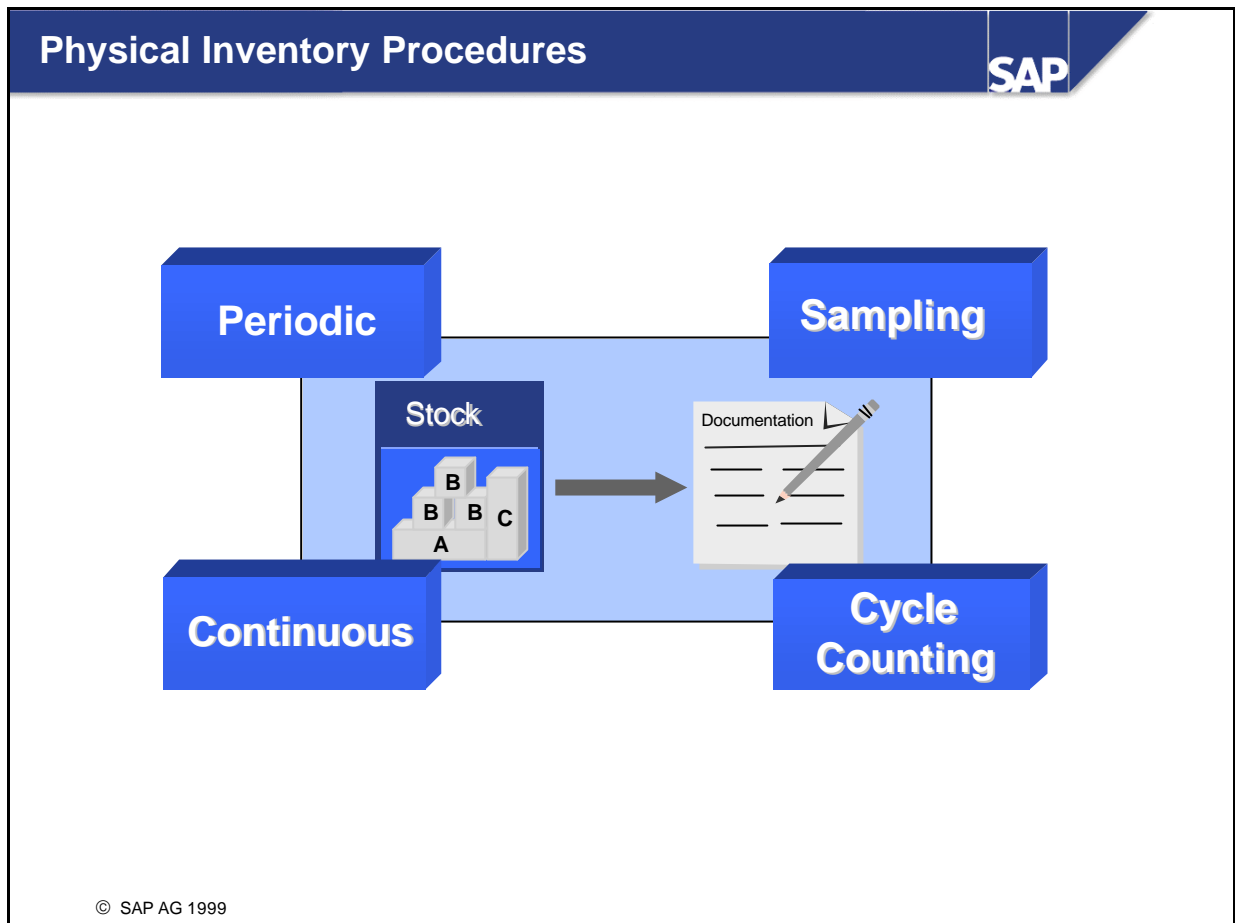 Physical Inventory Procedures
SAP
Periodic
Sampling
Stock
B
B B C
A
Documentation
Continuous
Cycle
Counting
© SAP AG 1999